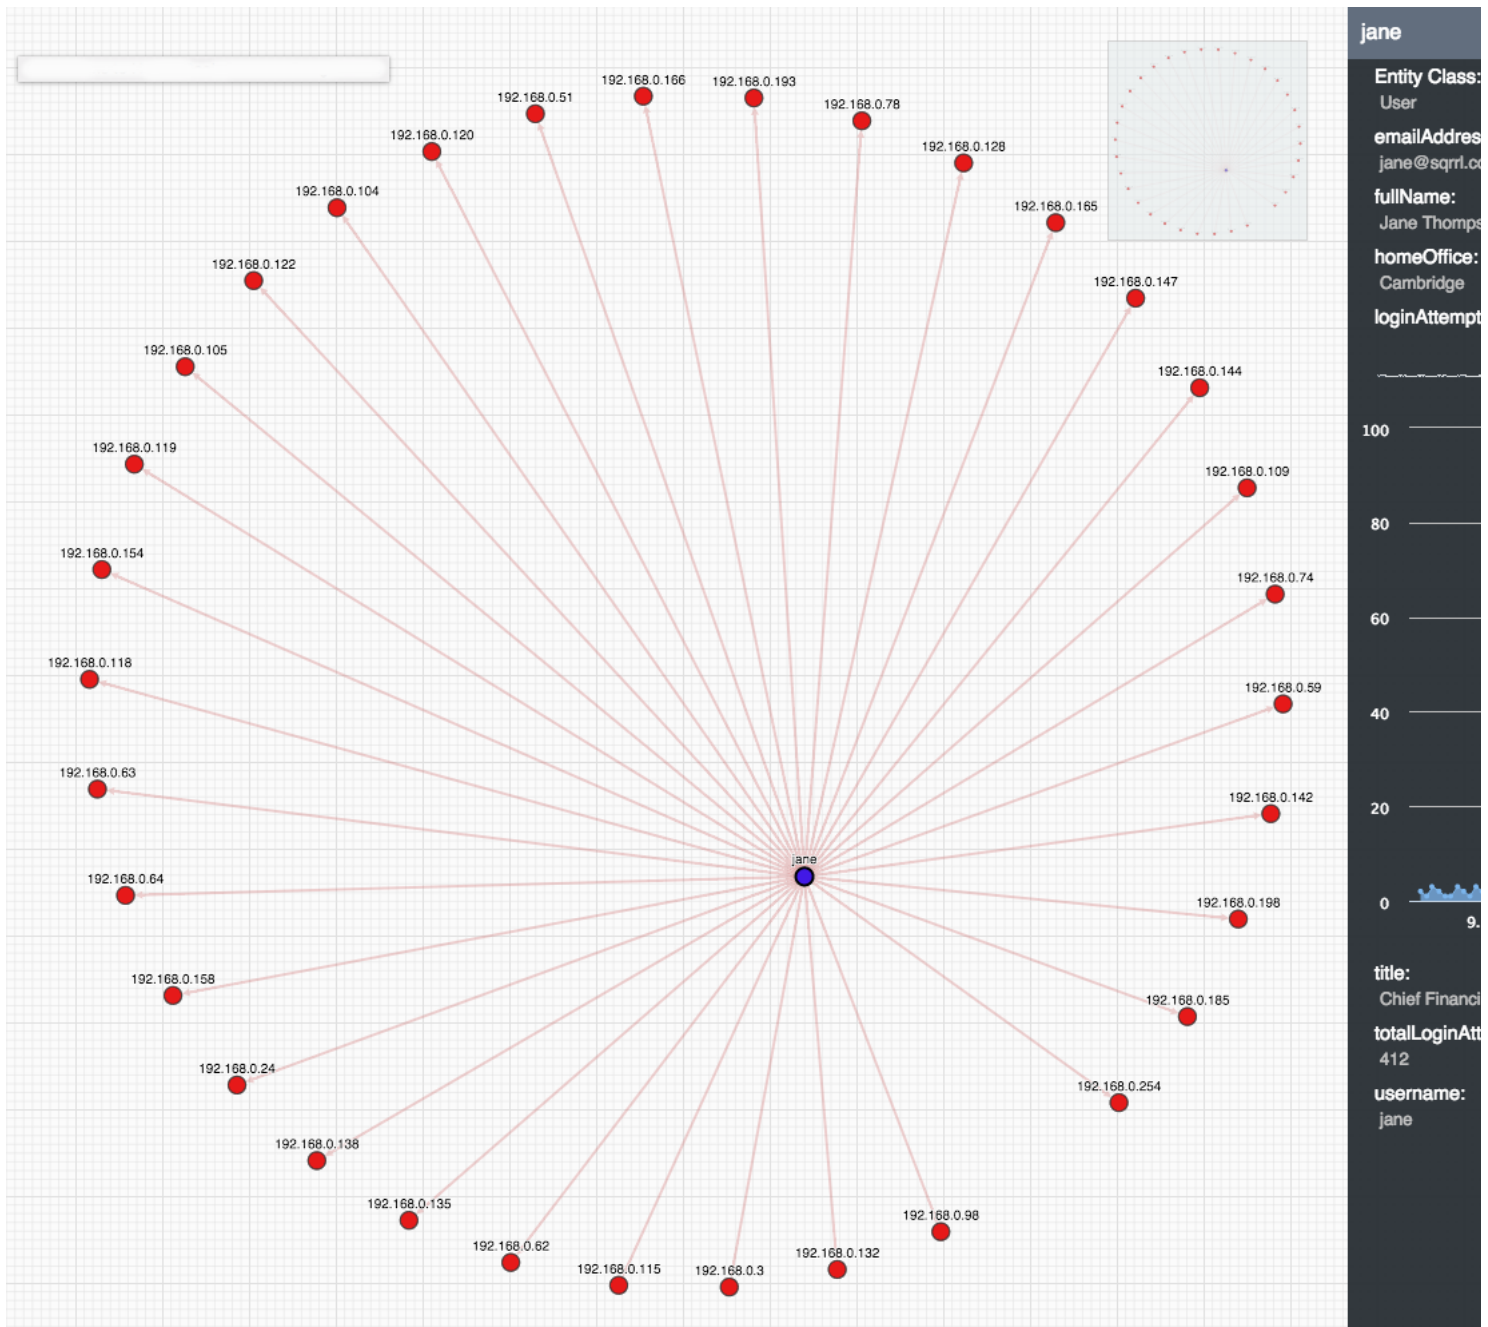 192.168.0.166
192.168.0.193
192.168.0.51
192.168.0.78
192.168.0.120
192.168.0.128
192.168.0.104
192.168.0.165
192.168.0.122
192.168.0.147
192.168.0.105
192.168.0.144
192.168.0.119
192.168.0.109
192.168.0.154
192.168.0.74
192.168.0.118
192.168.0.59
192.168.0.63
192.168.0.142
jane
192.168.0.64
192.168.0.198
192.168.0.158
192.168.0.185
192.168.0.24
192.168.0.254
192.168.0.138
192.168.0.135
192.168.0.98
192.168.0.62
192.168.0.132
192.168.0.115
192.168.0.3
jane
Entity Class:
User
emailAddres
jane@sqrrl.co
fullName:
Jane Thomps
homeOffice:
Cambridge
loginAttempt
100
80
60
40
20
0
9.
title:
Chief Financi
totalLoginAtt
412
username:
jane